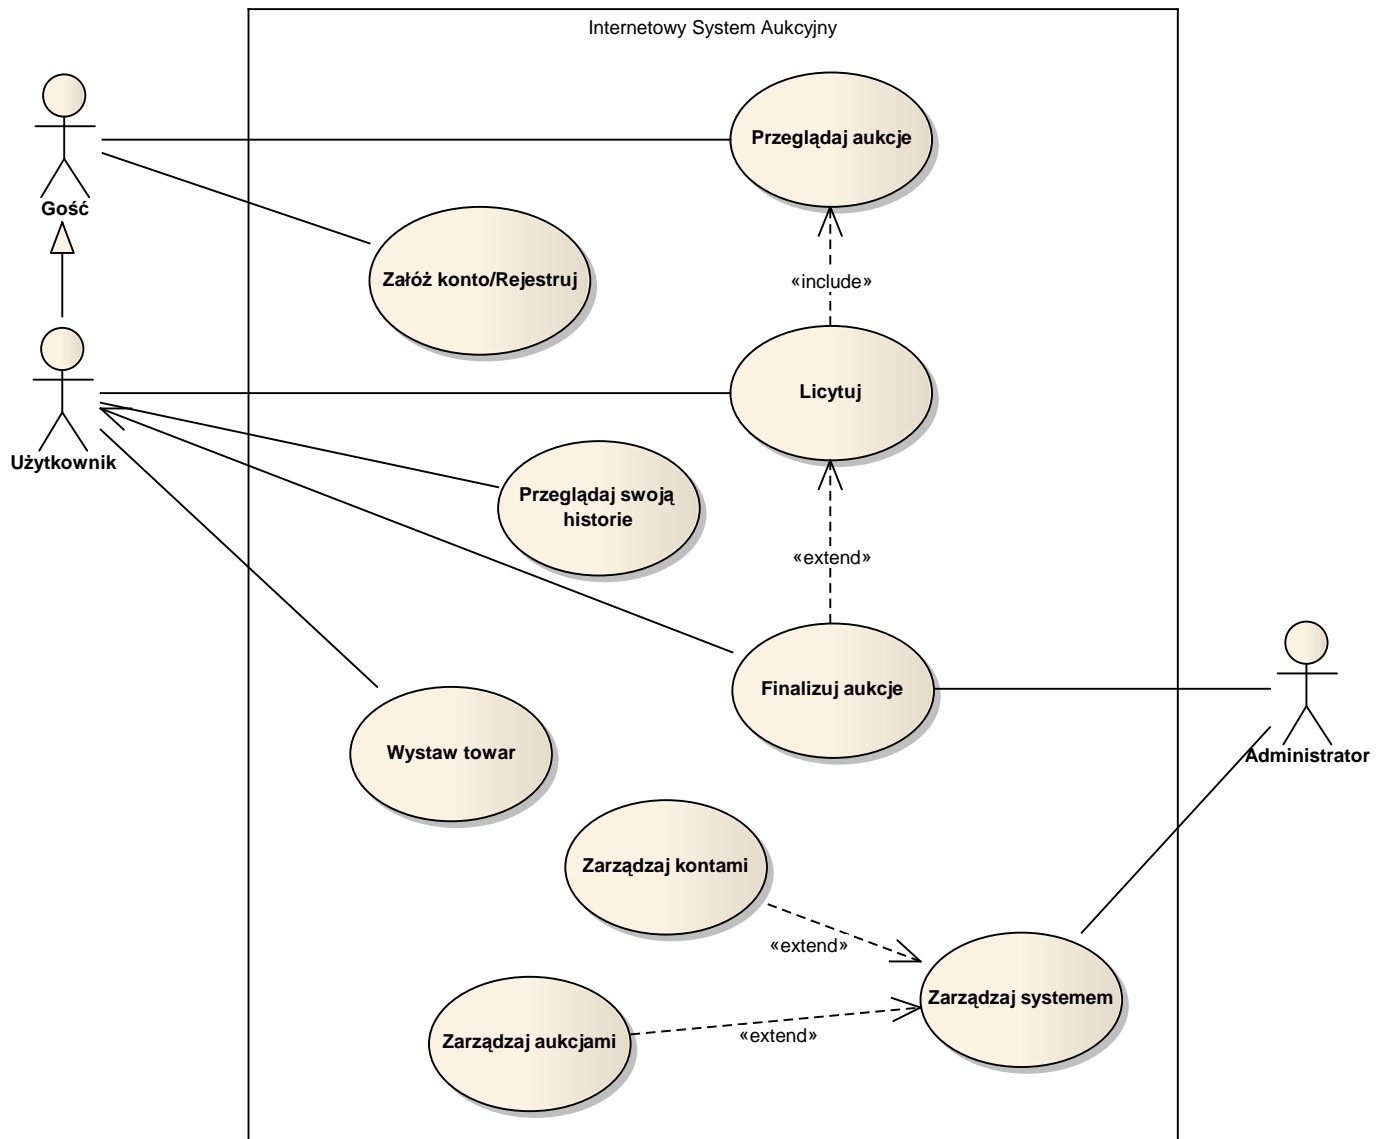 Internetowy System Aukcyjny
Przeglądaj aukcje
Gość
Załóż konto/Rejestruj
«include»
Licytuj
Użytkownik
Przeglądaj swoją
historie
«extend»
Finalizuj aukcje
Wystaw towar
Administrator
Zarządzaj kontami
«extend»
Zarządzaj systemem
Zarządzaj aukcjami
«extend»